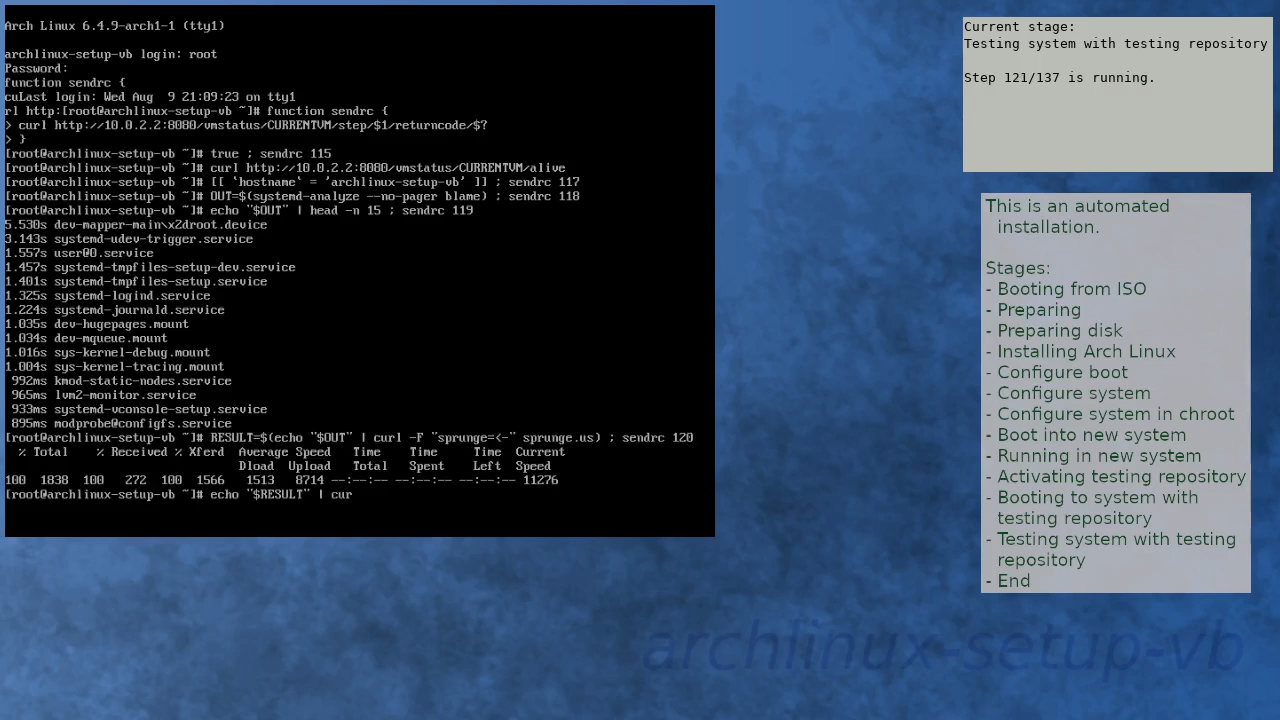 Arch Linux 6.4.9-arch1-1 (tty1)
archlinux-setup-vb login: root
Password:
function sendrc {
cuLast login: Wed Aug  9 21:09:23 on tty1
rl http:[root@archlinux-setup-vb ~]# function sendrc {
> curl http://10.0.2.2:8080/vmstatus/CURRENTVM/step/$1/returncode/$?
> }
[root@archlinux-setup-vb ~]# true ; sendrc 115
[root@archlinux-setup-vb ~]# curl http://10.0.2.2:8080/vmstatus/CURRENTVM/alive
[root@archlinux-setup-vb ~]# [[ `hostname` = 'archlinux-setup-vb' ]] ; sendrc 117
[root@archlinux-setup-vb ~]# OUT=$(systemd-analyze --no-pager blame) ; sendrc 118
[root@archlinux-setup-vb ~]# echo "$OUT" | head -n 15 ; sendrc 119
5.530s dev-mapper-main\x2droot.device
3.143s systemd-udev-trigger.service
1.557s user@0.service
1.457s systemd-tmpfiles-setup-dev.service
1.401s systemd-tmpfiles-setup.service
1.325s systemd-logind.service
1.224s systemd-journald.service
1.035s dev-hugepages.mount
1.034s dev-mqueue.mount
1.016s sys-kernel-debug.mount
1.004s sys-kernel-tracing.mount
 992ms kmod-static-nodes.service
 965ms lvm2-monitor.service
 933ms systemd-vconsole-setup.service
 895ms modprobe@configfs.service
[root@archlinux-setup-vb ~]# RESULT=$(echo "$OUT" | curl -F "sprunge=<-" sprunge.us) ; sendrc 120
  % Total    % Received % Xferd  Average Speed   Time    Time     Time  Current
                                 Dload  Upload   Total   Spent    Left  Speed
100  1838  100   272  100  1566   1513   8714 --:--:-- --:--:-- --:--:-- 11276
[root@archlinux-setup-vb ~]# echo "$RESULT" | cur
Current stage:
Testing system with testing repository
Step 121/137 is running.
This is an automated
installation.
Stages:
- Booting from ISO
- Preparing
- Preparing disk
- Installing Arch Linux
- Configure boot
- Configure system
- Configure system in chroot
- Boot into new system
- Running in new system
- Activating testing repository
- Booting to system with
testing repository
- Testing system with testing
repository
- End
archlinux-setup-vb